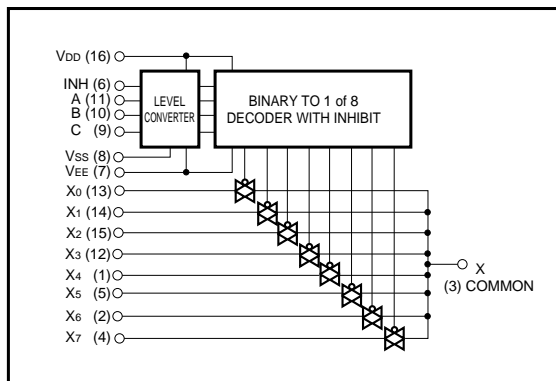 VDD (16)
INH (6)
A (11)
B (10)
C (9)
LEVEL
CONVERTER
BINARY TO 1 of 8
DECODER WITH INHIBIT
VSS (8)
VEE (7)
X0 (13)
X1 (14)
X2 (15)
X3 (12)
X4 (1)
X5 (5)
X6 (2)
X7 (4)
X
(3) COMMON